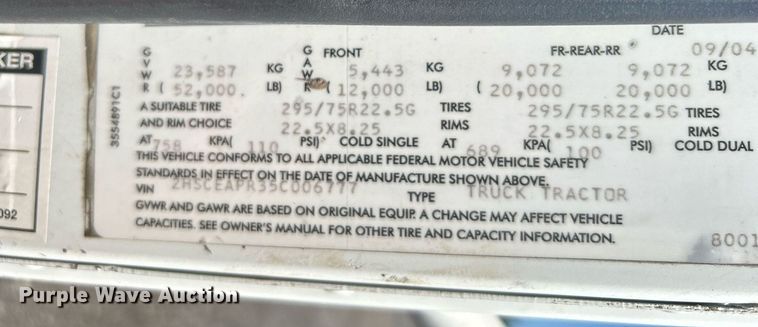 DATE
KER
GVWR 23,587 KG GAWR FRONT 5,443 KG FR-REAR-RR 9,072 KG 9,072 KG 09/04
( 52,000. LB) ( 12,000 LB) ( 20,000 20,000 LB)
A SUITABLE TIRE 295/75R22.5G TIRES 295/75R22.5G TIRES
AND RIM CHOICE 22.5X8.25 RIMS 22.5X8.25 RIMS
AT 758 KPA( 110 PSI) COLD SINGLE AT 689 KPA( 100 PSI) COLD DUAL
THIS VEHICLE CONFORMS TO ALL APPLICABLE FEDERAL MOTOR VEHICLE SAFETY
STANDARDS IN EFFECT ON THE DATE OF MANUFACTURE SHOWN ABOVE.
VIN 2HSCEAPR35C006777 TYPE TRUCK TRACTOR
GVWR AND GAWR ARE BASED ON ORIGINAL EQUIP. A CHANGE MAY AFFECT VEHICLE
CAPACITIES. SEE OWNER'S MANUAL FOR OTHER TIRE AND CAPACITY INFORMATION.
8001
3554891C1
092
Purple Wave Auction